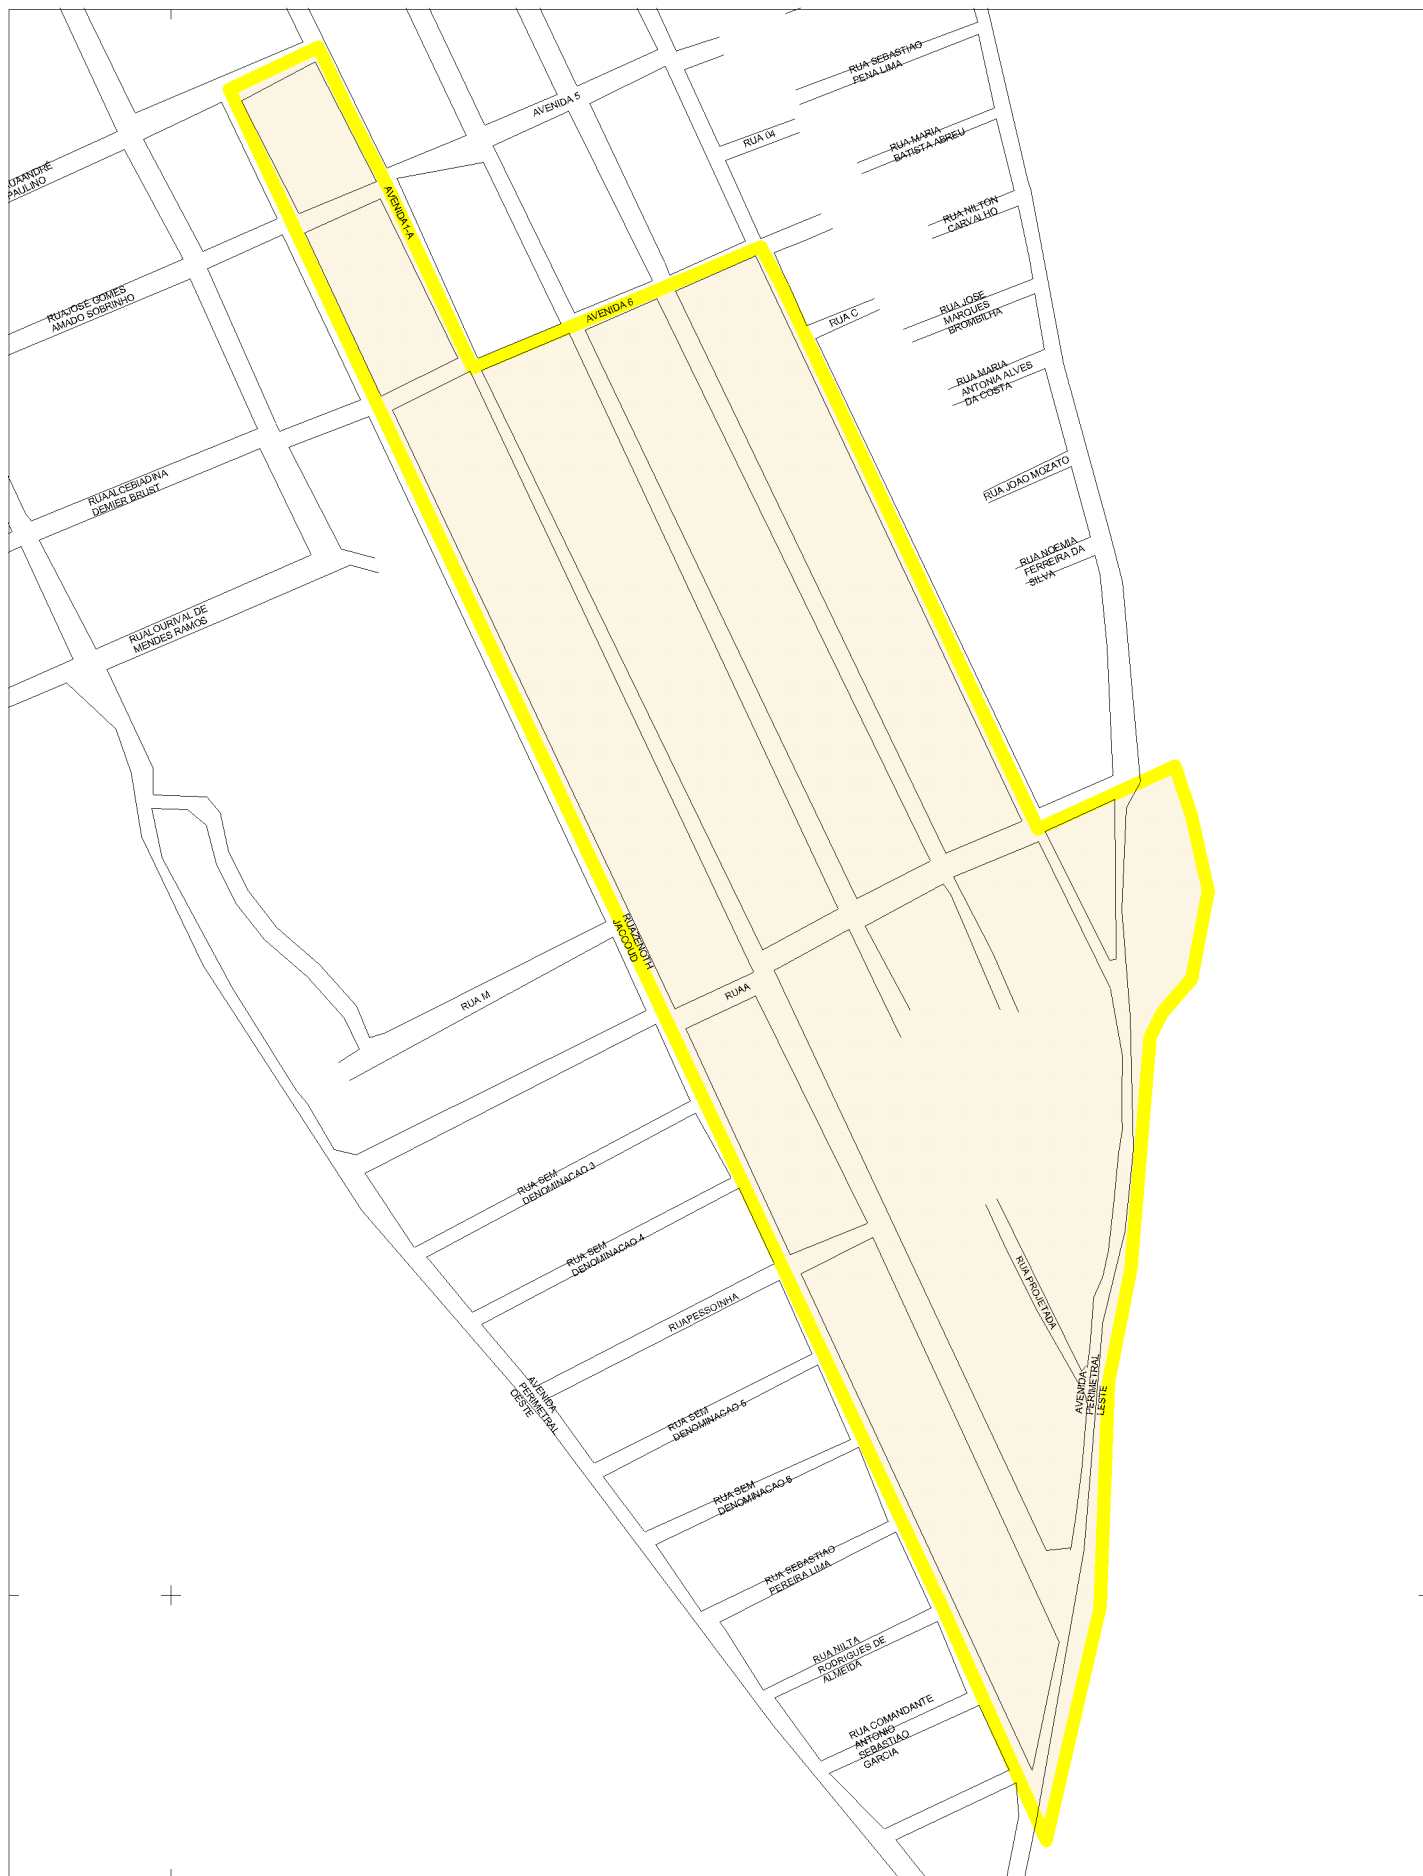 RUA SEBASTIAO
PENA LIMA
AVENIDA 5
RUA 04
RUA MARIA
BATISTA ABREU
PAULINO
AVENIDA 1-A
RUA NILTON
CARVALHO
RUA JOSE GOMES
AMADO SOBRINHO
AVENIDA 6
RUA C
RUA JOSE
MARQUES
BROMBILHA
RUA MARIA
ANTONIA ALVES
DA COSTA
RUA JOAO MOZATO
RUA ALCEBIADINA
DEMIER BRUST
RUA NOEMIA
FERREIRA DA
SILVA
RUA LOURIVAL DE
MENDES RAMOS
RUA ZENOTH
JACCOUD
RUA A
RUA M
RUA SEM
DENOMINACAO 3
RUA SEM
DENOMINACAO 4
RUA PROJETADA
RUA PESSOINHA
AVENIDA
PERIMETRAL
LESTE
AVENIDA
PERIMETRAL
OESTE
RUA SEM
DENOMINACAO 5
RUA SEM
DENOMINACAO 6
RUA SEBASTIAO
PEREIRA LIMA
RUA NILTA
RODRIGUES DE
ALMEIDA
RUA COMANDANTE
ANTONIO
SEBASTIAO
GARCIA